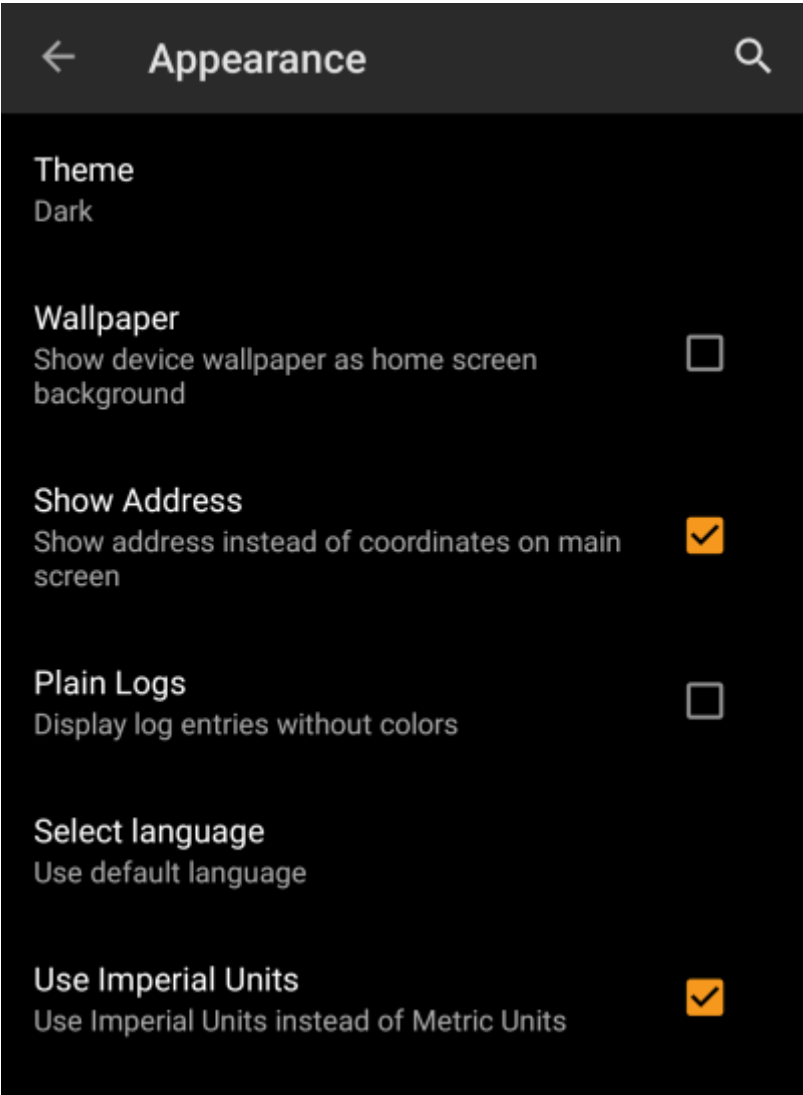 Appearance
Theme
Dark
Wallpaper
Show device wallpaper as home screen
background
Show Address
Show address instead of coordinates on main
screen
Plain Logs
Display log entries without colors
Select language
Use default language
Use Imperial Units
Use Imperial Units instead of Metric Units